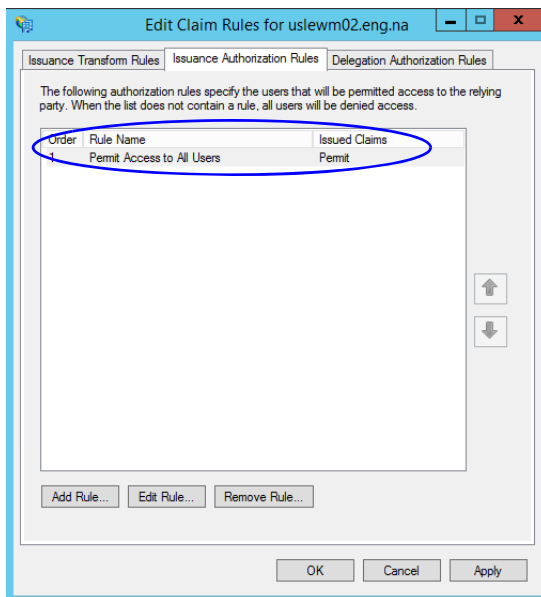 Edit Claim Rules for uslewm02.eng.na
Issuance Transform Rules Issuance Authorization Rules Delegation Authorization Rules
The following authorization rules specify the users that will be permitted access to the relying
party. When the list does not contain a rule, all users will be denied access.
Order Rule Name Issued Claims
1 Permit Access to All Users Permit
Add Rule... Edit Rule... Remove Rule...
OK Cancel Apply